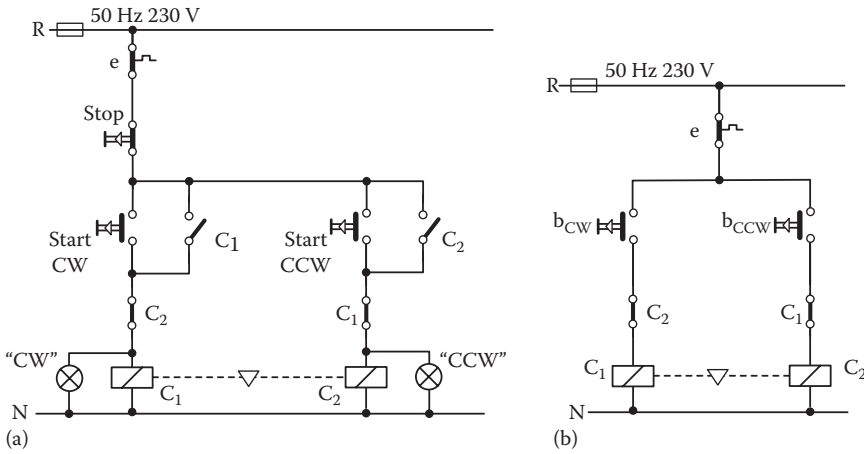 50 Hz 230 V
R
e
Stop
Start
CW
C1
Start
CCW
C2
C2
C1
“CW”
“CCW”
C1
C2
N
(a)
50 Hz 230 V
R
e
bCW
bCCW
C2
C1
C1
C2
N
(b)